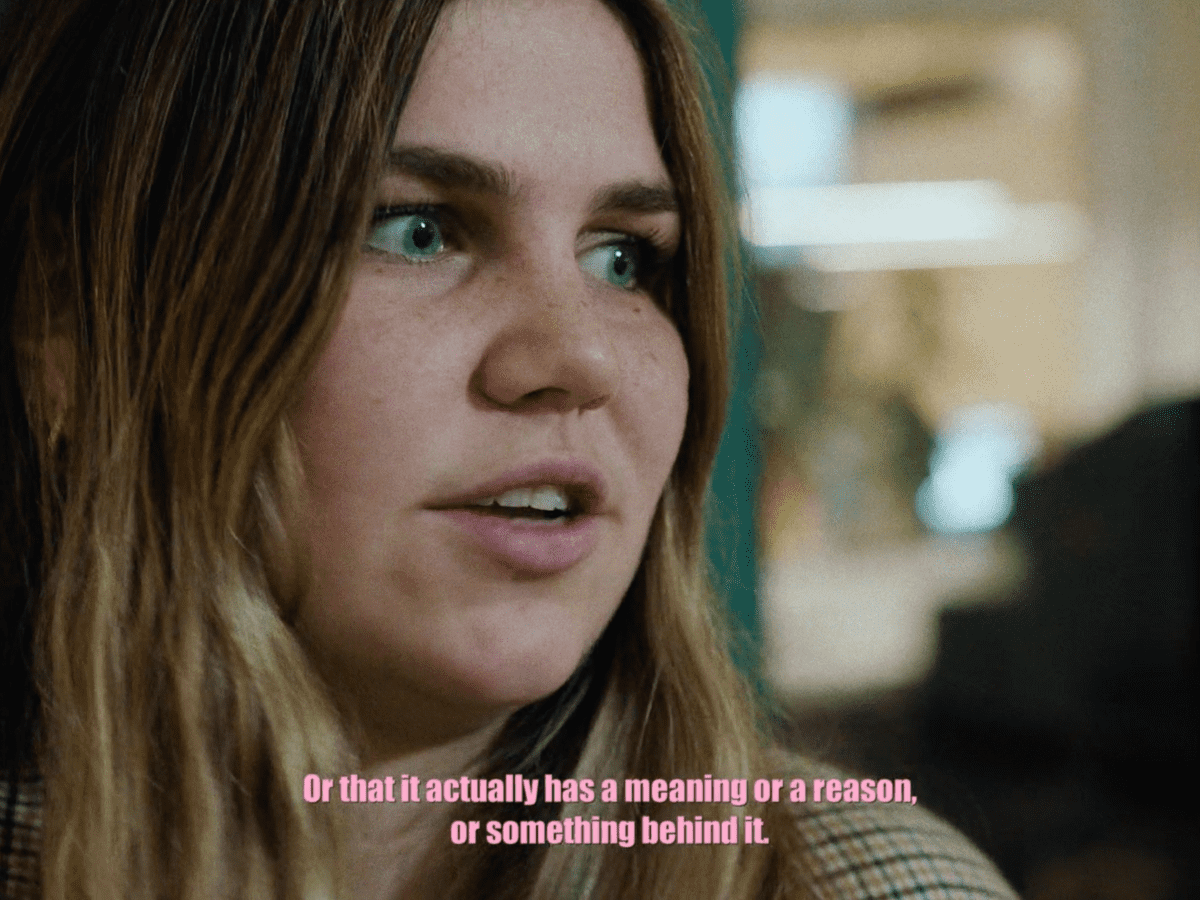 Or that it actually has a meaning or a reason,
or something behind it.